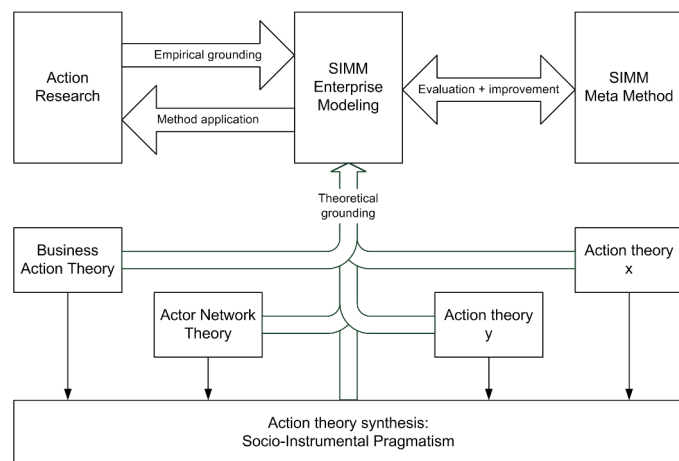 Action
Research
Empirical grounding
Method application
SIMM
Enterprise
Modeling
Evaluation + improvement
SIMM
Meta Method
Theoretical
grounding
Business
Action Theory
Action theory
x
Actor Network
Theory
Action theory
y
Action theory synthesis:
Socio-Instrumental Pragmatism